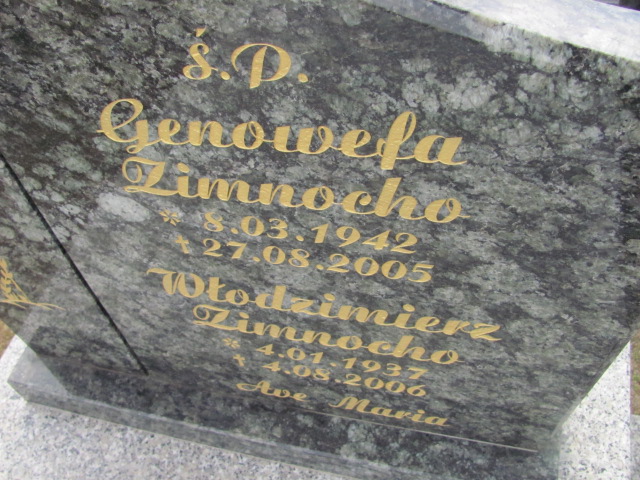 ś.P.
Genowefa
Zimnocho
* 8.03.1942
✝ 27.08.2005
Włodzimierz
Zimnocho
* 4.01.1937
✝ 4.08.2006
Ave Maria